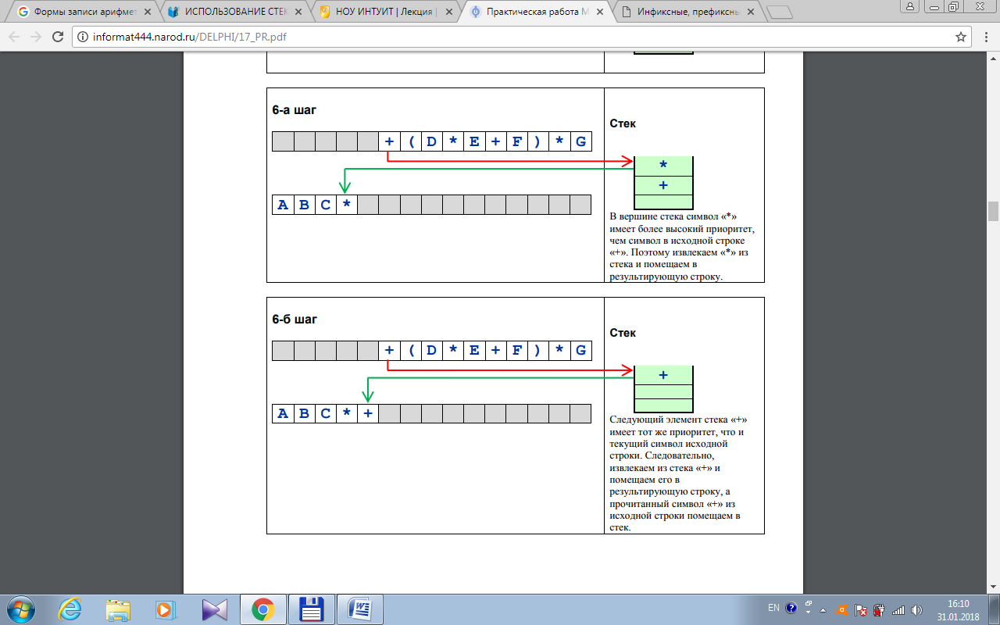 Формы записи арифмет
ИСПОЛЬЗОВАНИЕ СТЕК
НОУ ИНТУИТ | Лекция |
Практическая работа М
Инфиксные, префиксны
informat444.narod.ru/DELPHI/17_PR.pdf
6-а шаг
+ ( D * E + F ) * G
A B C *
Стек
*
+
В вершине стека символ «*»
имеет более высокий приоритет,
чем символ в исходной строке
«+». Поэтому извлекаем «*» из
стека и помещаем в
результирующую строку.
6-б шаг
+ ( D * E + F ) * G
A B C * +
Стек
+
Следующий элемент стека «+»
имеет тот же приоритет, что и
текущий символ исходной
строки. Следовательно,
извлекаем из стека «+» и
помещаем его в
результирующую строку, а
прочитанный символ «+» из
исходной строки помещаем в
стек.
EN
16:10
31.01.2018